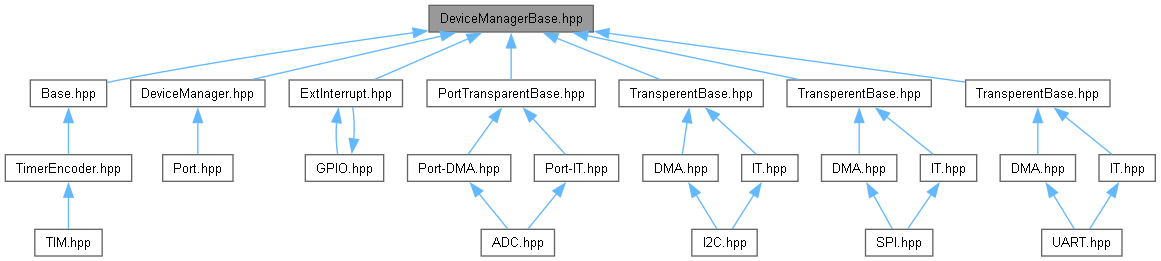 DeviceManagerBase.hpp
Base.hpp
DeviceManager.hpp
ExtInterrupt.hpp
PortTransparentBase.hpp
TransperentBase.hpp
TransperentBase.hpp
TransperentBase.hpp
TimerEncoder.hpp
Port.hpp
GPIO.hpp
Port-DMA.hpp
Port-IT.hpp
DMA.hpp
IT.hpp
DMA.hpp
IT.hpp
DMA.hpp
IT.hpp
TIM.hpp
ADC.hpp
I2C.hpp
SPI.hpp
UART.hpp